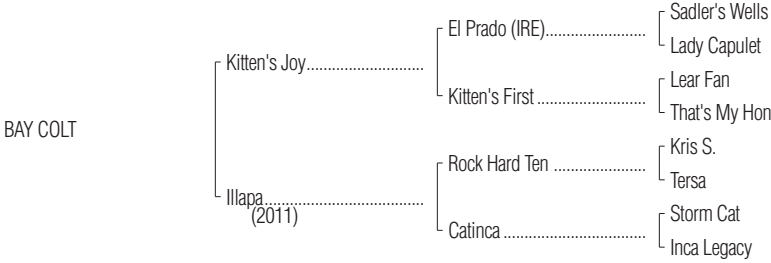 Sadler's Wells
El Prado (IRE)..........................
Lady Capulet
Kitten's Joy..............................
Lear Fan
Kitten's First ............................
That's My Hon
BAY COLT
Kris S.
Rock Hard Ten ........................
Tersa
Illapa.........................................
(2011)
Storm Cat
Catinca .....................................
Inca Legacy